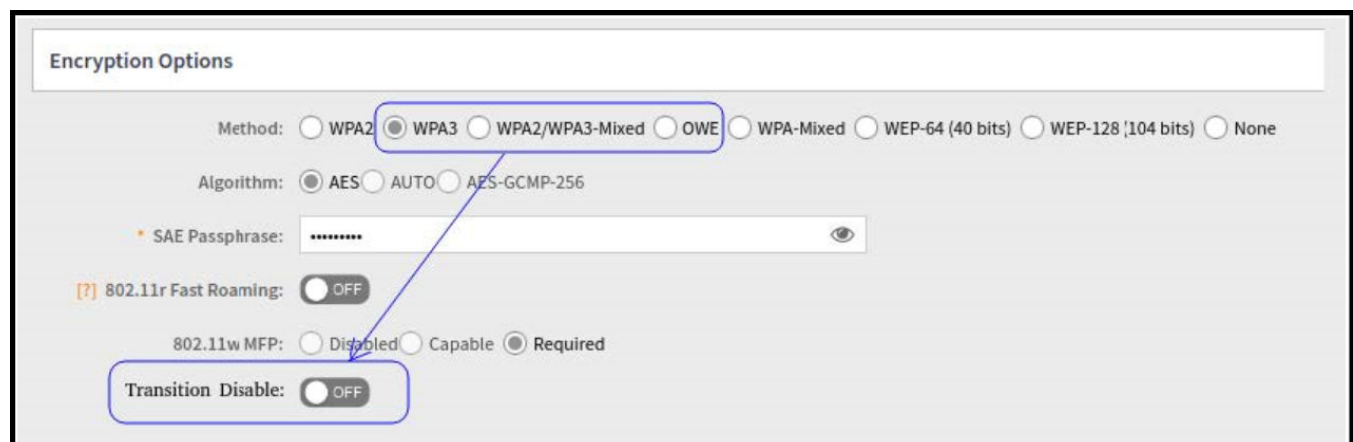 Encryption Options
Method: WPA2 WPA3 WPA2/WPA3-Mixed OWE WPA-Mixed WEP-64 (40 bits) WEP-128 (104 bits) None
Algorithm: AES AUTO AES-GCMP-256
* SAE Passphrase: •••••••••
[?] 802.11r Fast Roaming: OFF
802.11w MFP: Disabled Capable Required
Transition Disable: OFF